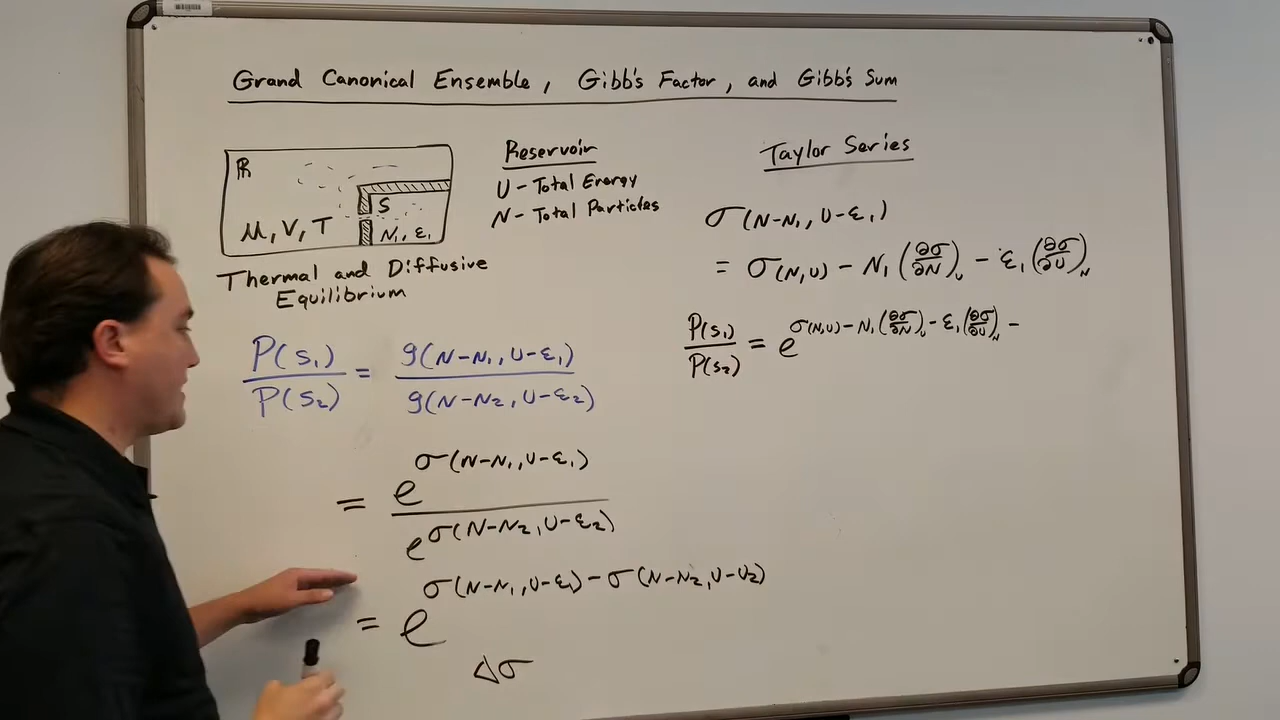 Grand Canonical Ensemble, Gibb's Factor, and Gibb's Sum
R
S
μ, V, T
N₁, ε₁
Thermal and Diffusive
Equilibrium
Reservoir
U - Total Energy
N - Total Particles
P(s₁)/P(s₂) = g(N-N₁, U-ε₁)/g(N-N₂, U-ε₂)
= e^σ(N-N₁, U-ε₁)/e^σ(N-N₂, U-ε₂)
= e^σ(N-N₁, U-ε₁) - σ(N-N₂, U-U₂)
Δσ
Taylor Series
σ(N-N₁, U-ε₁)
= σ(N,U) - N₁(∂σ/∂N)_U - ε₁(∂σ/∂U)_N
P(s₁)/P(s₂) = e^σ(N,U) - N₁(∂σ/∂N)_U - ε₁(∂σ/∂U)_N -